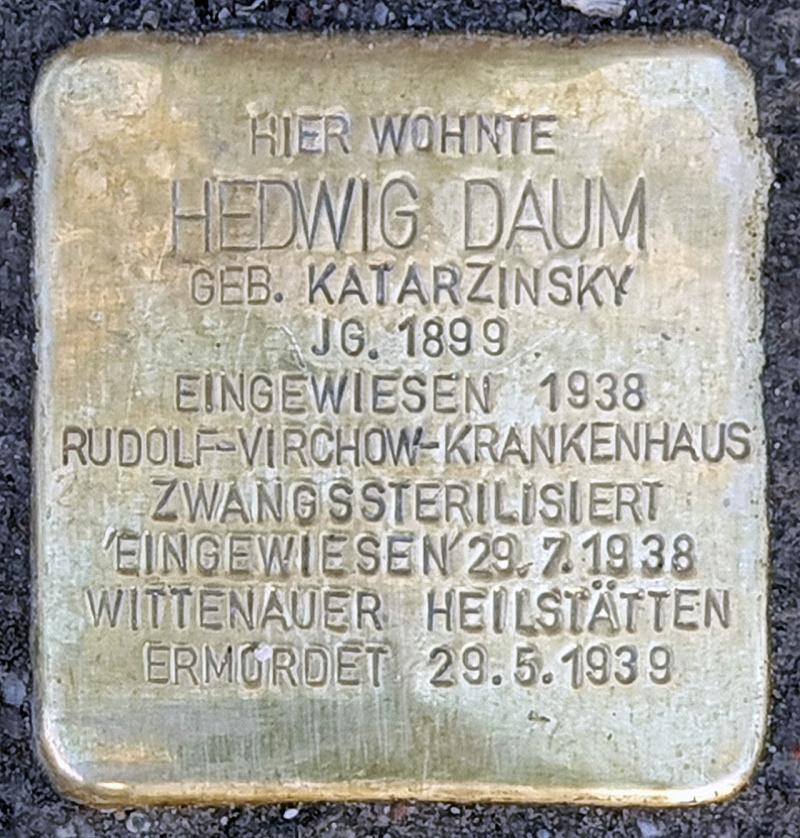 HIER WOHNTE
HEDWIG DAUM
GEB. KATARZINSKY
JG. 1899
EINGEWIESEN 1938
RUDOLF-VIRCHOW-KRANKENHAUS
ZWANGSSTERILISIERT
'EINGEWIESEN' 29.7.1938
WITTENAUER HEILSTÄTTEN
ERMORDET 29.5.1939